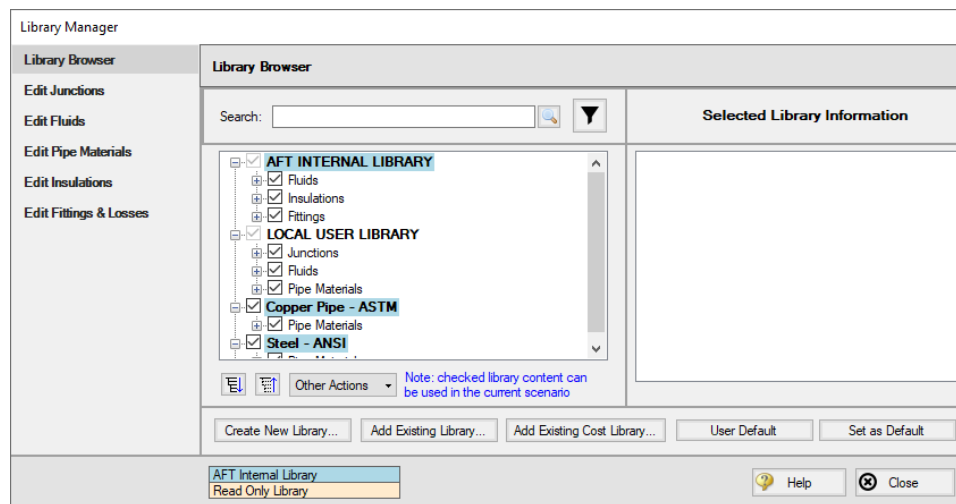 Library Manager
Library Browser
Edit Junctions
Edit Fluids
Edit Pipe Materials
Edit Insulations
Edit Fittings & Losses
Library Browser
Search:
Selected Library Information
AFT INTERNAL LIBRARY
Fluids
Insulations
Fittings
LOCAL USER LIBRARY
Junctions
Fluids
Pipe Materials
Copper Pipe - ASTM
Pipe Materials
Steel - ANSI
Other Actions
Note: checked library content can
be used in the current scenario
Create New Library...
Add Existing Library...
Add Existing Cost Library...
User Default
Set as Default
AFT Internal Library
Read Only Library
Help
Close